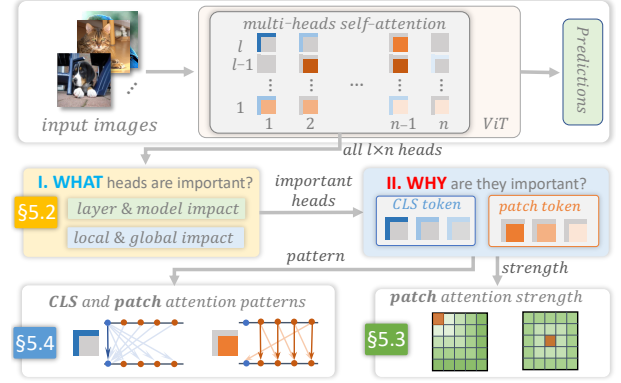 multi-heads self-attention
l
l-1
1
1 2 ... n-1 n
input images
ViT
Predictions
all l×n heads
I. WHAT heads are important?
§5.2
layer & model impact
local & global impact
important
heads
II. WHY are they important?
CLS token
patch token
pattern
strength
CLS and patch attention patterns
§5.4
patch attention strength
§5.3